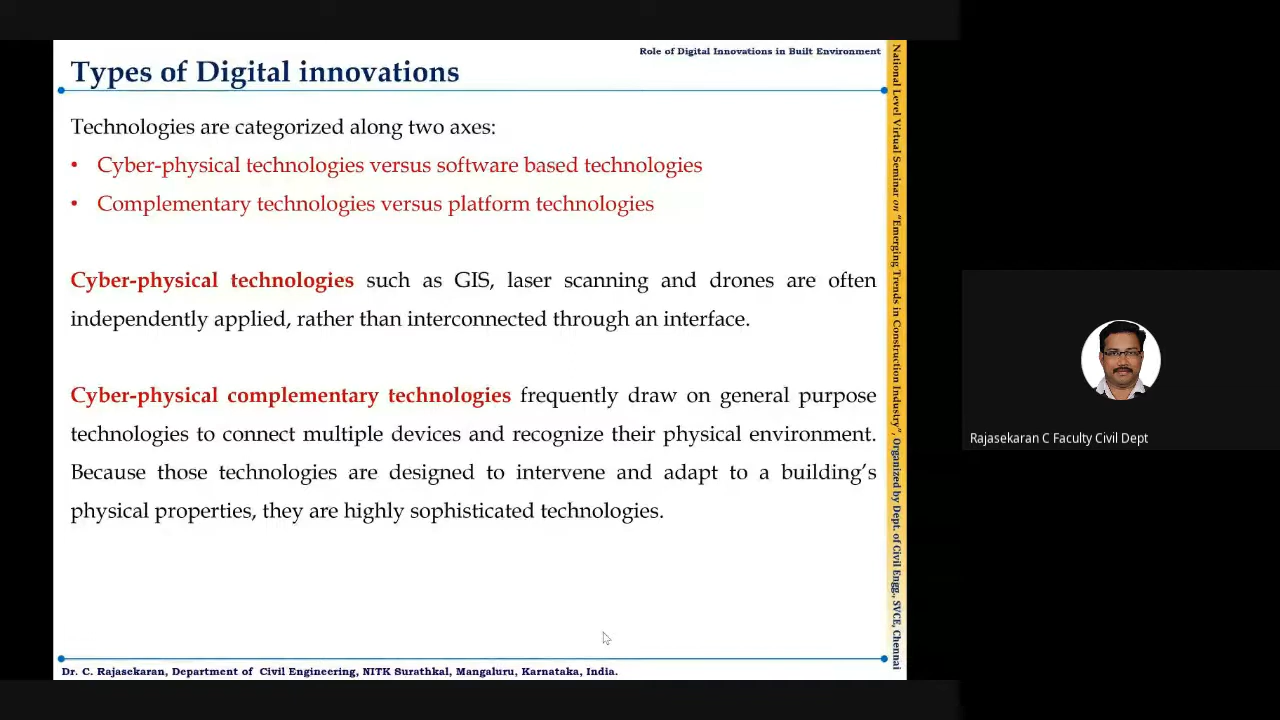 Role of Digital Innovations in Built Environment
Types of Digital innovations
Technologies are categorized along two axes:
• Cyber-physical technologies versus software based technologies
• Complementary technologies versus platform technologies
Cyber-physical technologies such as GIS, laser scanning and drones are often
independently applied, rather than interconnected through an interface.
Cyber-physical complementary technologies frequently draw on general purpose
technologies to connect multiple devices and recognize their physical environment.
Because those technologies are designed to intervene and adapt to a building's
physical properties, they are highly sophisticated technologies.
Dr. C. Rajasekaran, Department of Civil Engineering, NITK Surathkal, Mangaluru, Karnataka, India.
National Level Virtual Seminar on "Emerging Trends in Construction Industry", Organized by Dept. of Civil Engg., SVCE, Chennai
Rajasekaran C Faculty Civil Dept